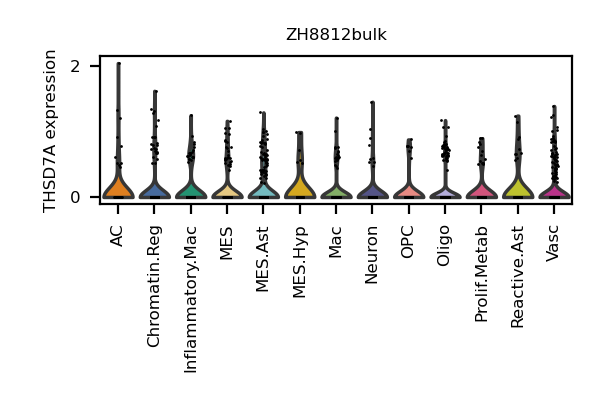 ZH8812bulk
THSD7A expression
2
0
AC
Chromatin.Reg
Inflammatory.Mac
MES
MES.Ast
MES.Hyp
Mac
Neuron
OPC
Oligo
Prolif.Metab
Reactive.Ast
Vasc